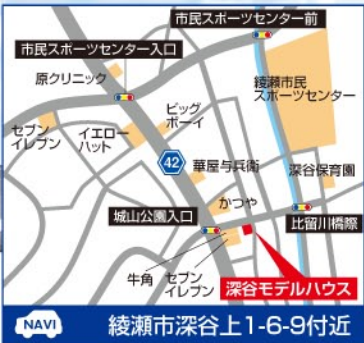 市民スポーツセンター前
市民スポーツセンター入口
原クリニック
綾瀬市民
スポーツセンター
ビッグ
ボーイ
セブン
イレブン
イエロー
ハット
42
華屋与兵衛
深谷保育園
かつや
城山公園入口
比留川橋際
牛角
セブン
イレブン
深谷モデルハウス
NAVI
綾瀬市深谷上1-6-9付近